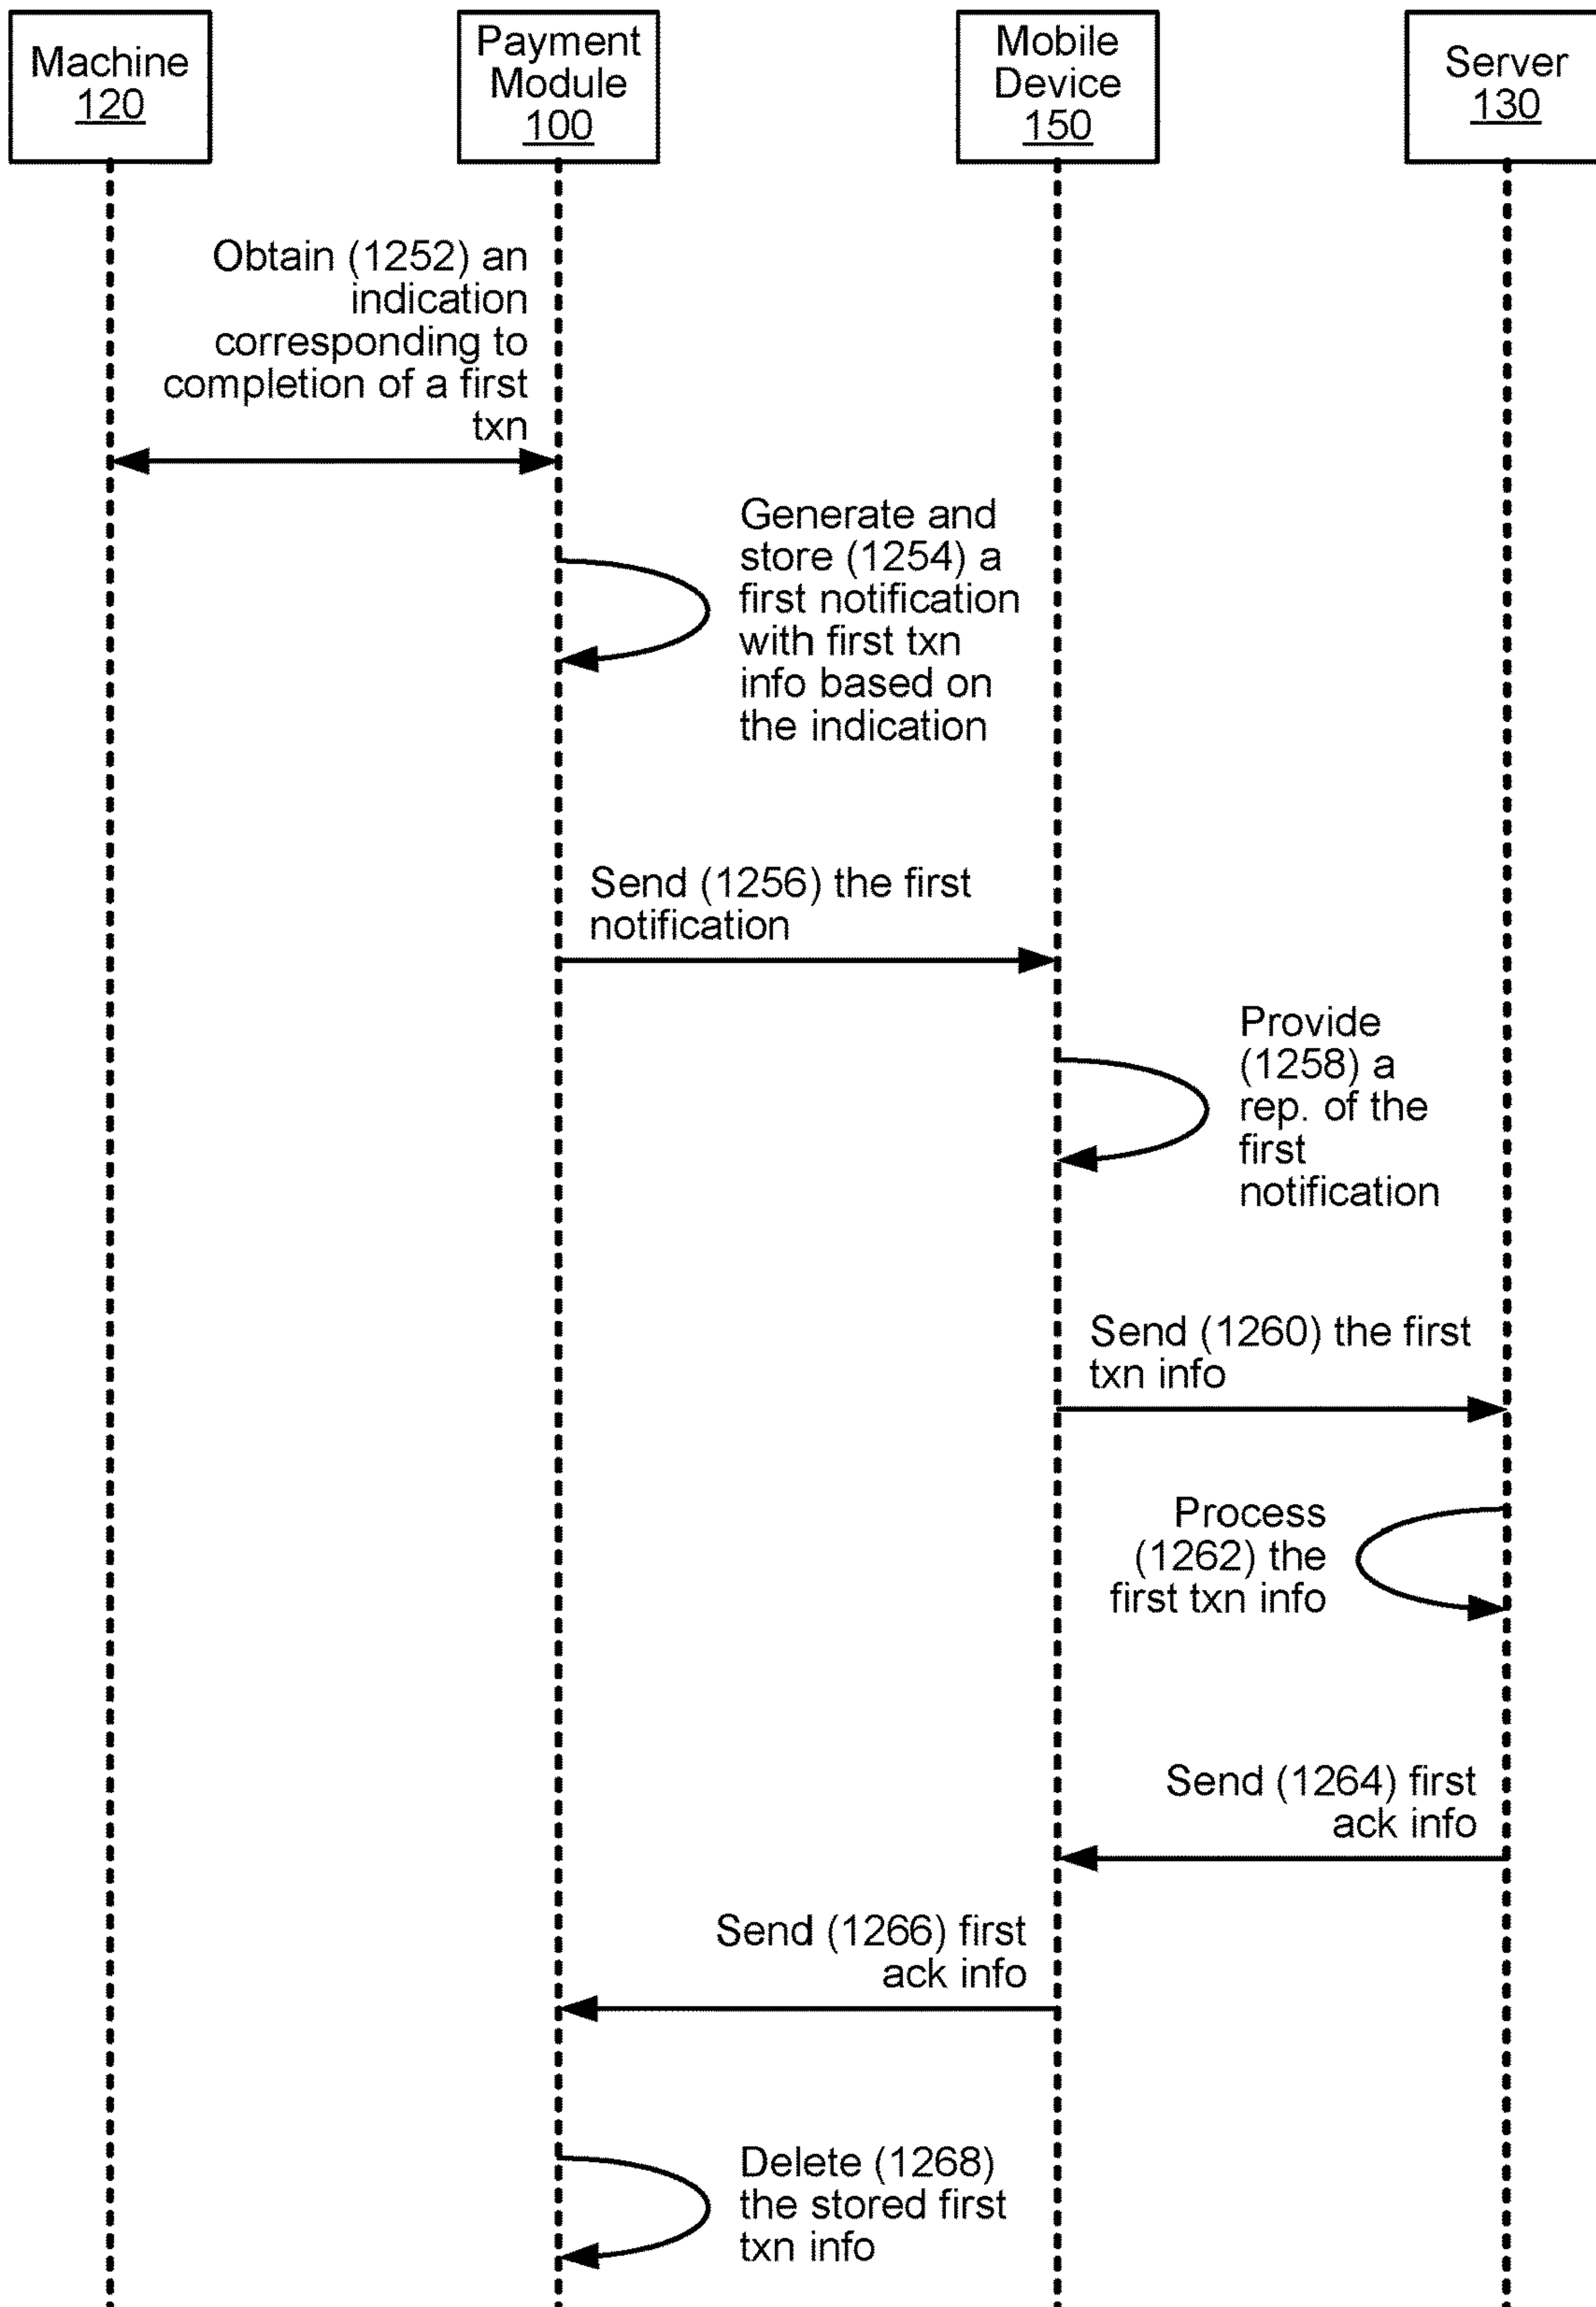 Machine
120
Payment
Module
100
Mobile
Device
150
Server
130
Obtain (1252) an
indication
corresponding to
completion of a first
txn
Generate and
store (1254) a
first notification
with first txn
info based on
the indication
Send (1256) the first
notification
Provide
(1258) a
rep. of the
first
notification
Send (1260) the first
txn info
Process
(1262) the
first txn info
Send (1264) first
ack info
Send (1266) first
ack info
Delete (1268)
the stored first
txn info